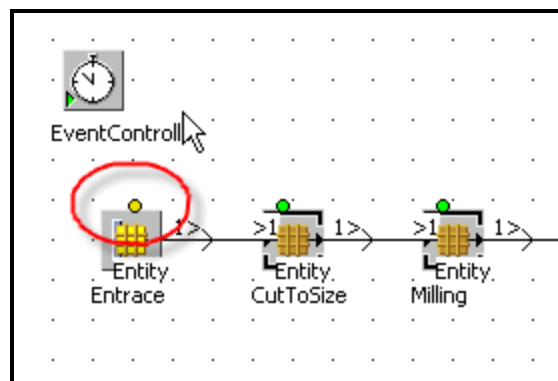 EventControll
1> >1 1> >1 1>
Entity Entity Entity
Entrace CutToSize Milling